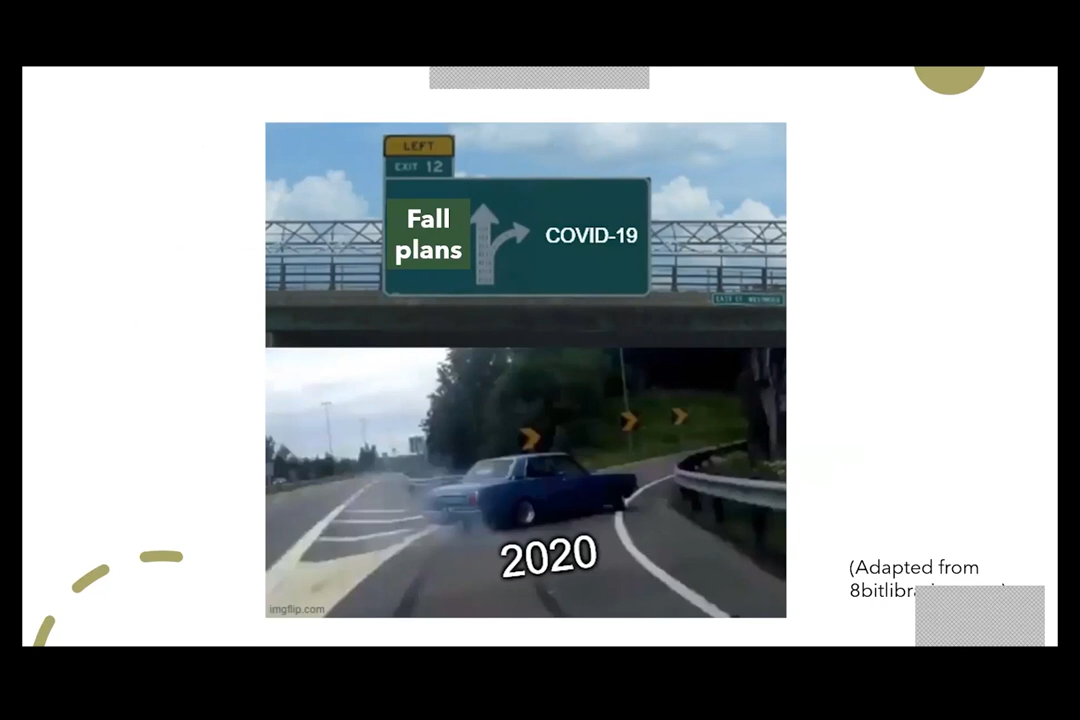 LEFT
EXIT 12
Fall
plans
COVID-19
2020
imgflip.com
(Adapted from